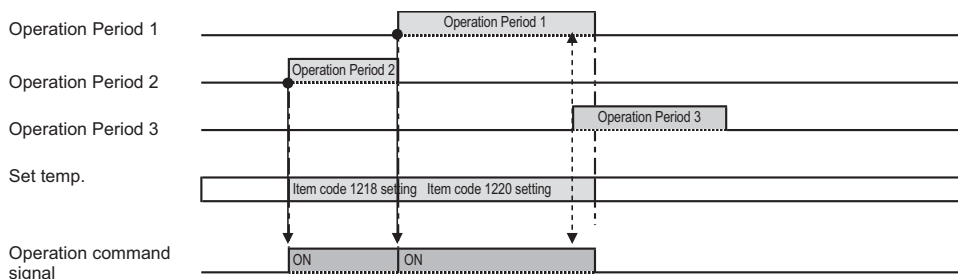 Operation Period 1
Operation Period 1
Operation Period 2
Operation Period 2
Operation Period 3
Operation Period 3
Set temp.
Item code 1218 setting Item code 1220 setting
Operation command
signal
ON ON